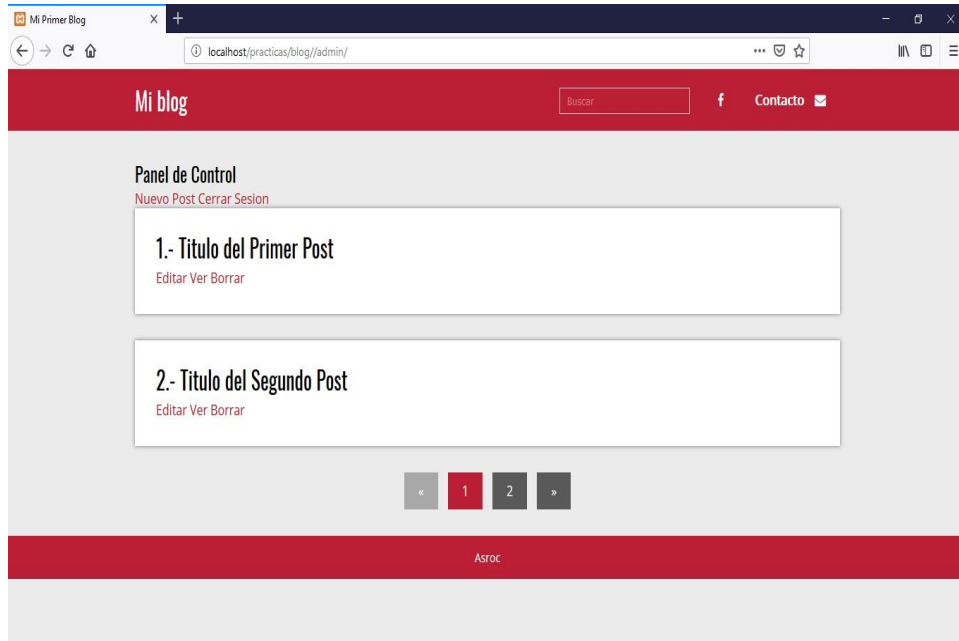 Mi Primer Blog
localhost/practicas/blog//admin/
Mi blog
Buscar
Contacto
Panel de Control
Nuevo Post Cerrar Sesion
1.- Titulo del Primer Post
Editar Ver Borrar
2.- Titulo del Segundo Post
Editar Ver Borrar
« 1 2 »
Asroc